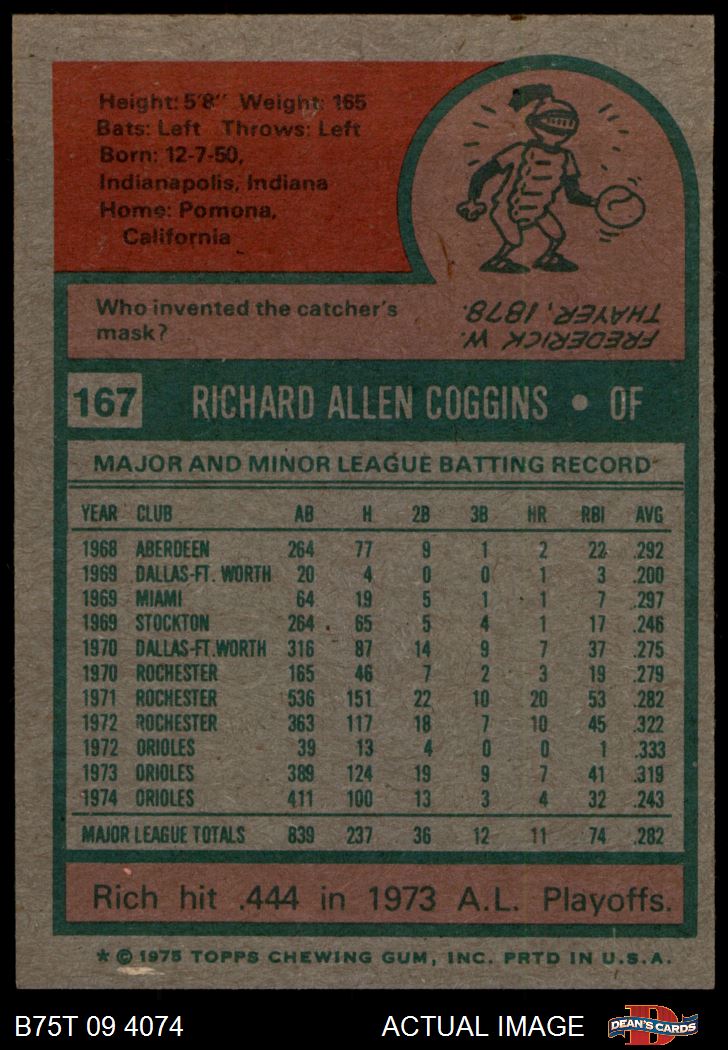 Height: 5'8" Weight: 165
Bats: Left Throws: Left
Born: 12-7-50,
Indianapolis, Indiana
Home: Pomona,
California
Who invented the catcher's
mask?
FREDERICK W.
THAYER, 1878.
167 RICHARD ALLEN COGGINS • OF
MAJOR AND MINOR LEAGUE BATTING RECORD
YEAR CLUB AB H 2B 3B HR RBI AVG
1968 ABERDEEN 264 77 9 1 2 22 .292
1969 DALLAS-FT. WORTH 20 4 0 0 1 3 .200
1969 MIAMI 64 19 5 1 1 7 .297
1969 STOCKTON 264 65 5 4 1 17 .246
1970 DALLAS-FT.WORTH 316 87 14 9 7 37 .275
1970 ROCHESTER 165 46 7 2 3 19 .279
1971 ROCHESTER 536 151 22 10 20 53 .282
1972 ROCHESTER 363 117 18 7 10 45 .322
1972 ORIOLES 39 13 4 0 0 1 .333
1973 ORIOLES 389 124 19 9 7 41 .319
1974 ORIOLES 411 100 13 3 4 32 .243
MAJOR LEAGUE TOTALS 839 237 36 12 11 74 .282
Rich hit .444 in 1973 A.L. Playoffs.
* © 1975 TOPPS CHEWING GUM, INC. PRTD IN U.S.A.
B75T 09 4074 ACTUAL IMAGE DEAN'S CARDS